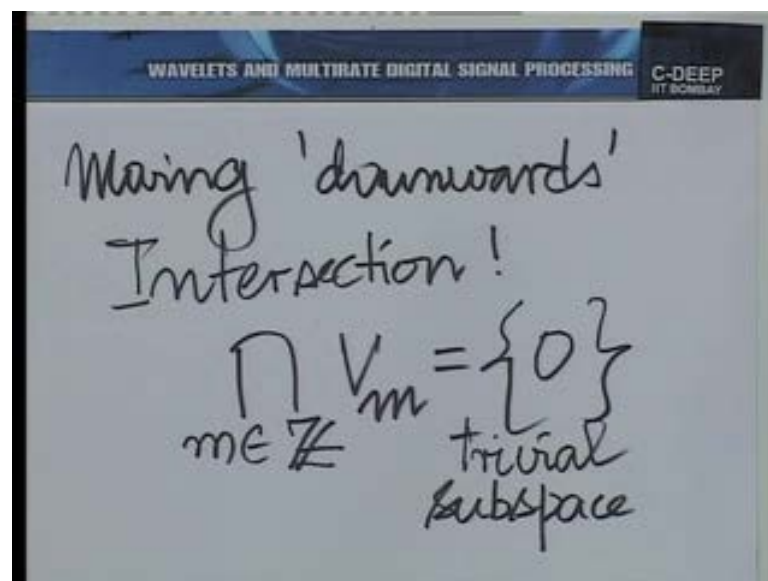 WAVELETS AND MULTIRATE DIGITAL SIGNAL PROCESSING
C-DEEP
IIT BOMBAY
Moving 'downwards'
Intersection!
⋂ Vₘ = {0}
m∈ℤ trivial
subspace